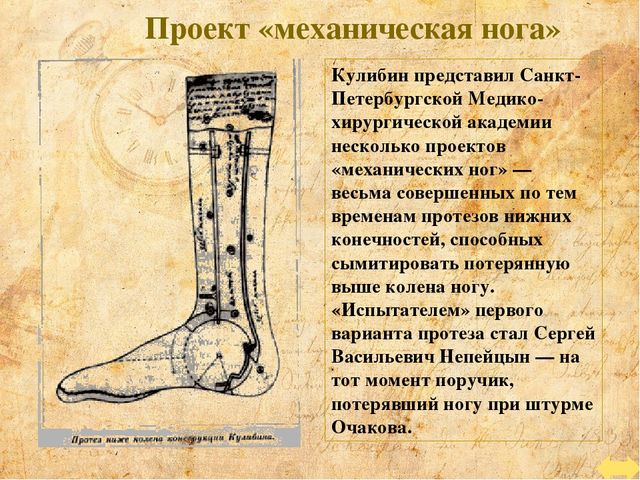 Проект «механическая нога»
Кулибин представил Санкт-
Петербургской Медико-
хирургической академии
несколько проектов
«механических ног» —
весьма совершенных по тем
временам протезов нижних
конечностей, способных
сымитировать потерянную
выше колена ногу.
«Испытателем» первого
варианта протеза стал Сергей
Васильевич Непейцын — на
тот момент поручик,
потерявший ногу при штурме
Очакова.
Протез ниже колена конструкции Кулибина.